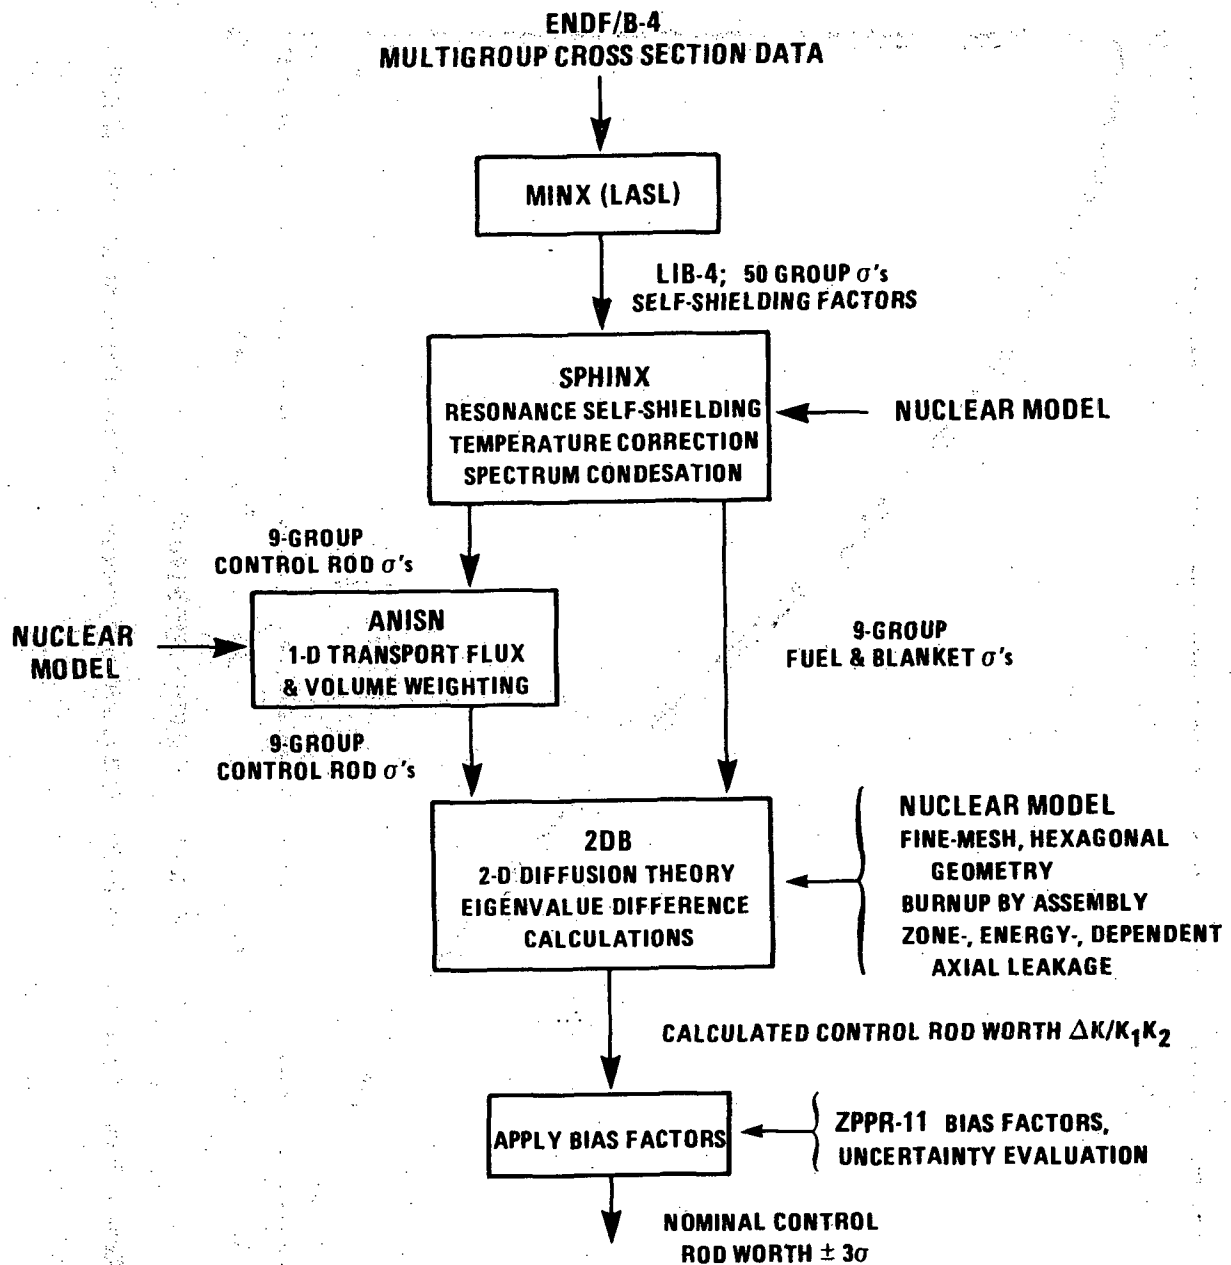 ENDF/B-4
MULTIGROUP CROSS SECTION DATA
MINX (LASL)
LIB-4; 50 GROUP σ's
SELF-SHIELDING FACTORS
SPHINX
RESONANCE SELF-SHIELDING
TEMPERATURE CORRECTION
SPECTRUM CONDESATION
NUCLEAR MODEL
9-GROUP
CONTROL ROD σ's
ANISN
1-D TRANSPORT FLUX
& VOLUME WEIGHTING
NUCLEAR
MODEL
9-GROUP
FUEL & BLANKET σ's
9-GROUP
CONTROL ROD σ's
2DB
2-D DIFFUSION THEORY
EIGENVALUE DIFFERENCE
CALCULATIONS
NUCLEAR MODEL
FINE-MESH, HEXAGONAL
GEOMETRY
BURNUP BY ASSEMBLY
ZONE-, ENERGY-, DEPENDENT
AXIAL LEAKAGE
CALCULATED CONTROL ROD WORTH ΔK/K₁K₂
APPLY BIAS FACTORS
ZPPR-11 BIAS FACTORS,
UNCERTAINTY EVALUATION
NOMINAL CONTROL
ROD WORTH ± 3σ